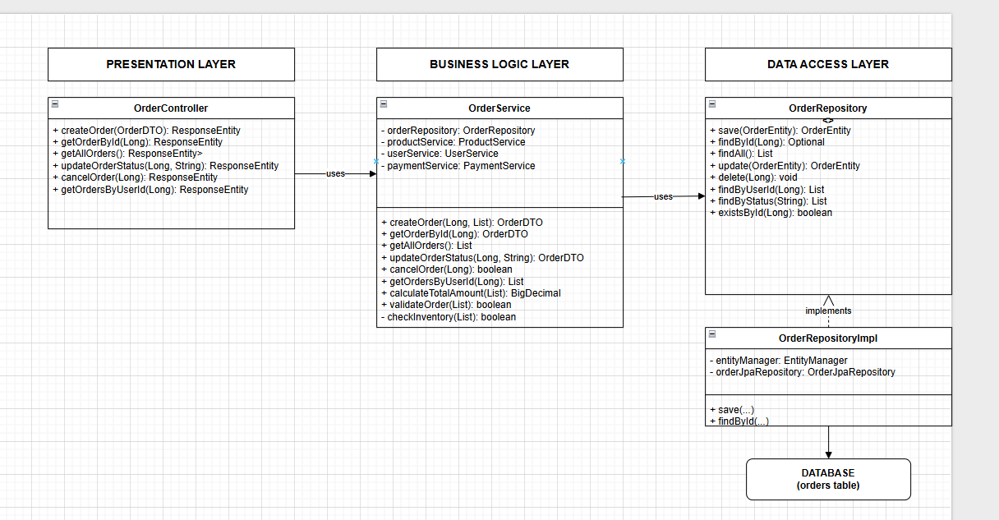 PRESENTATION LAYER
OrderController
+ createOrder(OrderDTO): ResponseEntity
+ getOrderById(Long): ResponseEntity
+ getAllOrders(): ResponseEntity>
+ updateOrderStatus(Long, String): ResponseEntity
+ cancelOrder(Long): ResponseEntity
+ getOrdersByUserId(Long): ResponseEntity
uses
BUSINESS LOGIC LAYER
OrderService
- orderRepository: OrderRepository
- productService: ProductService
- userService: UserService
- paymentService: PaymentService
+ createOrder(Long, List): OrderDTO
+ getOrderById(Long): OrderDTO
+ getAllOrders(): List
+ updateOrderStatus(Long, String): OrderDTO
+ cancelOrder(Long): boolean
+ getOrdersByUserId(Long): List
+ calculateTotalAmount(List): BigDecimal
+ validateOrder(List): boolean
- checkInventory(List): boolean
uses
DATA ACCESS LAYER
OrderRepository
<>
+ save(OrderEntity): OrderEntity
+ findById(Long): Optional
+ findAll(): List
+ update(OrderEntity): OrderEntity
+ delete(Long): void
+ findByUserId(Long): List
+ findByStatus(String): List
+ existsById(Long): boolean
implements
OrderRepositoryImpl
- entityManager: EntityManager
- orderJpaRepository: OrderJpaRepository
+ save(...)
+ findById(...)
DATABASE
(orders table)